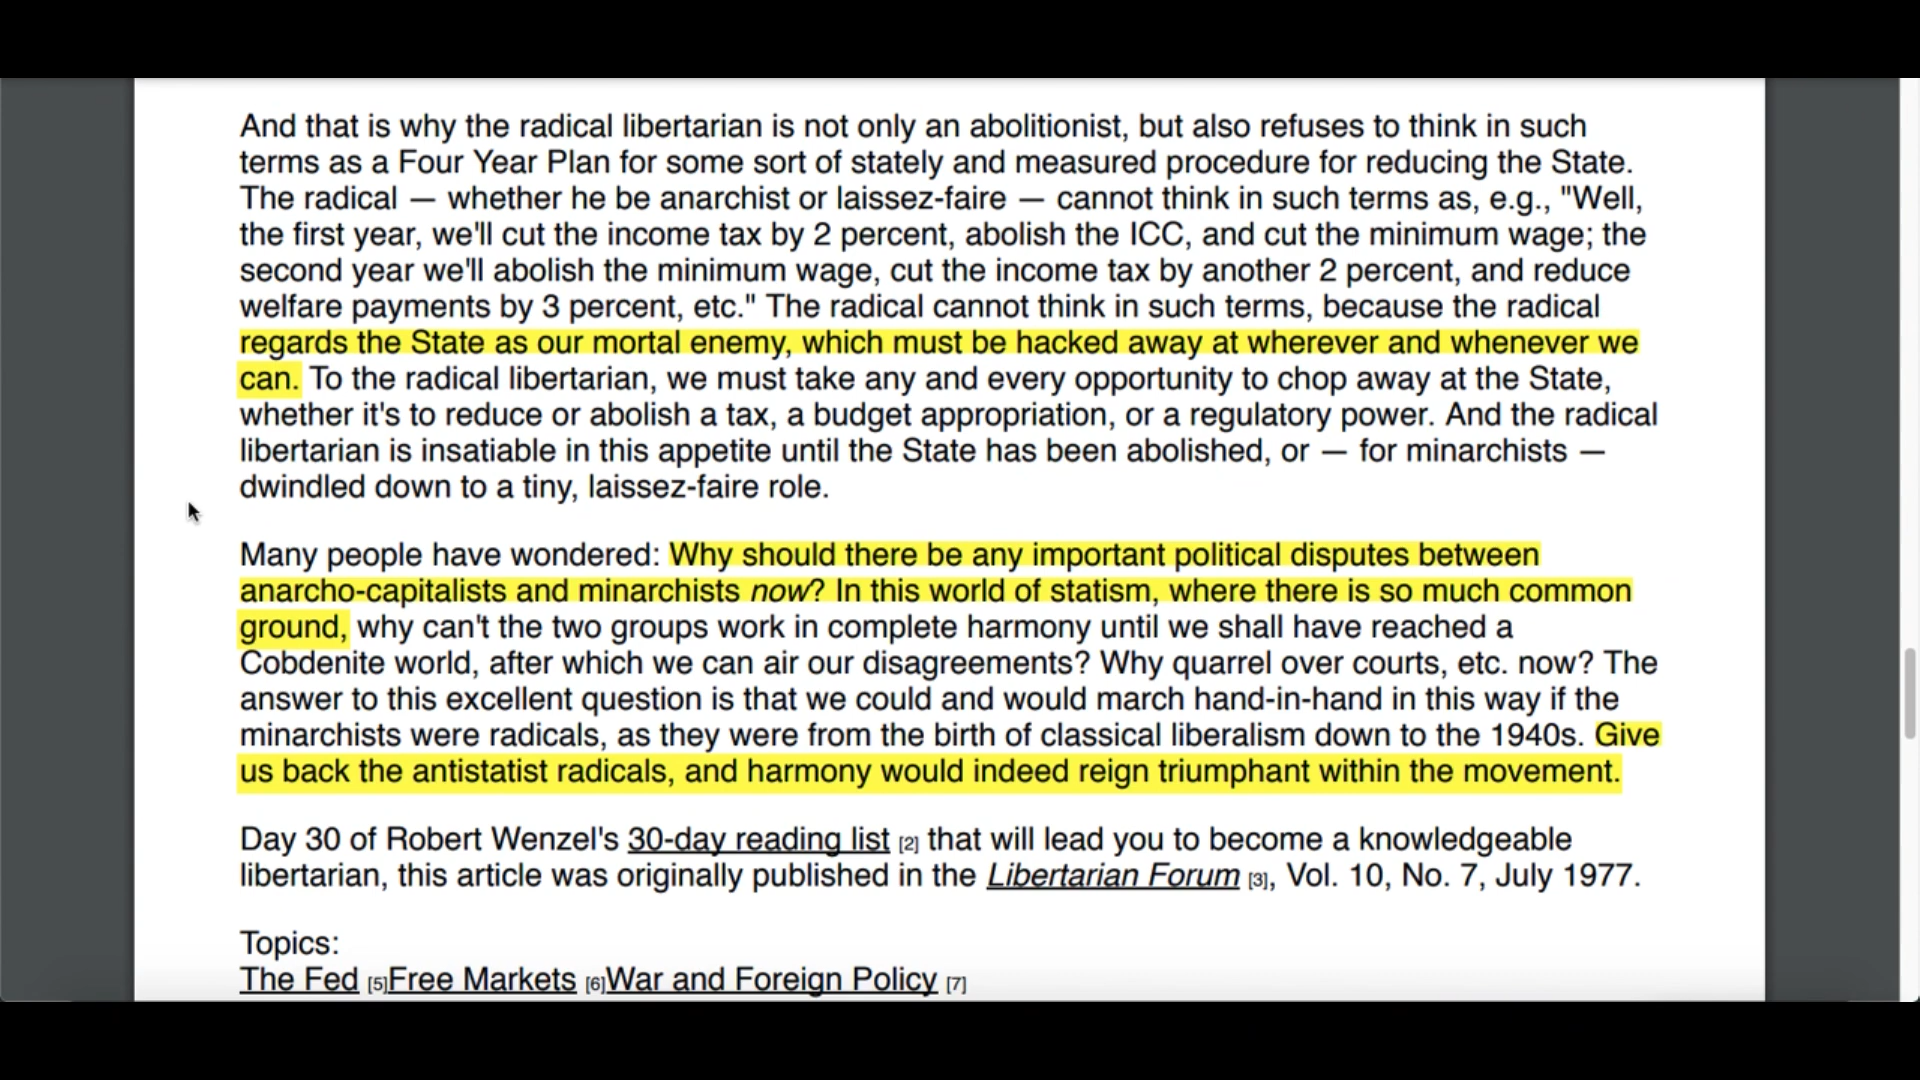 And that is why the radical libertarian is not only an abolitionist, but also refuses to think in such
terms as a Four Year Plan for some sort of stately and measured procedure for reducing the State.
The radical — whether he be anarchist or laissez-faire — cannot think in such terms as, e.g., "Well,
the first year, we'll cut the income tax by 2 percent, abolish the ICC, and cut the minimum wage; the
second year we'll abolish the minimum wage, cut the income tax by another 2 percent, and reduce
welfare payments by 3 percent, etc." The radical cannot think in such terms, because the radical
regards the State as our mortal enemy, which must be hacked away at wherever and whenever we
can. To the radical libertarian, we must take any and every opportunity to chop away at the State,
whether it's to reduce or abolish a tax, a budget appropriation, or a regulatory power. And the radical
libertarian is insatiable in this appetite until the State has been abolished, or — for minarchists —
dwindled down to a tiny, laissez-faire role.
Many people have wondered: Why should there be any important political disputes between
anarcho-capitalists and minarchists now? In this world of statism, where there is so much common
ground, why can't the two groups work in complete harmony until we shall have reached a
Cobdenite world, after which we can air our disagreements? Why quarrel over courts, etc. now? The
answer to this excellent question is that we could and would march hand-in-hand in this way if the
minarchists were radicals, as they were from the birth of classical liberalism down to the 1940s. Give
us back the antistatist radicals, and harmony would indeed reign triumphant within the movement.
Day 30 of Robert Wenzel's 30-day reading list [2] that will lead you to become a knowledgeable
libertarian, this article was originally published in the Libertarian Forum [3], Vol. 10, No. 7, July 1977.
Topics:
The Fed [5]Free Markets [6]War and Foreign Policy [7]